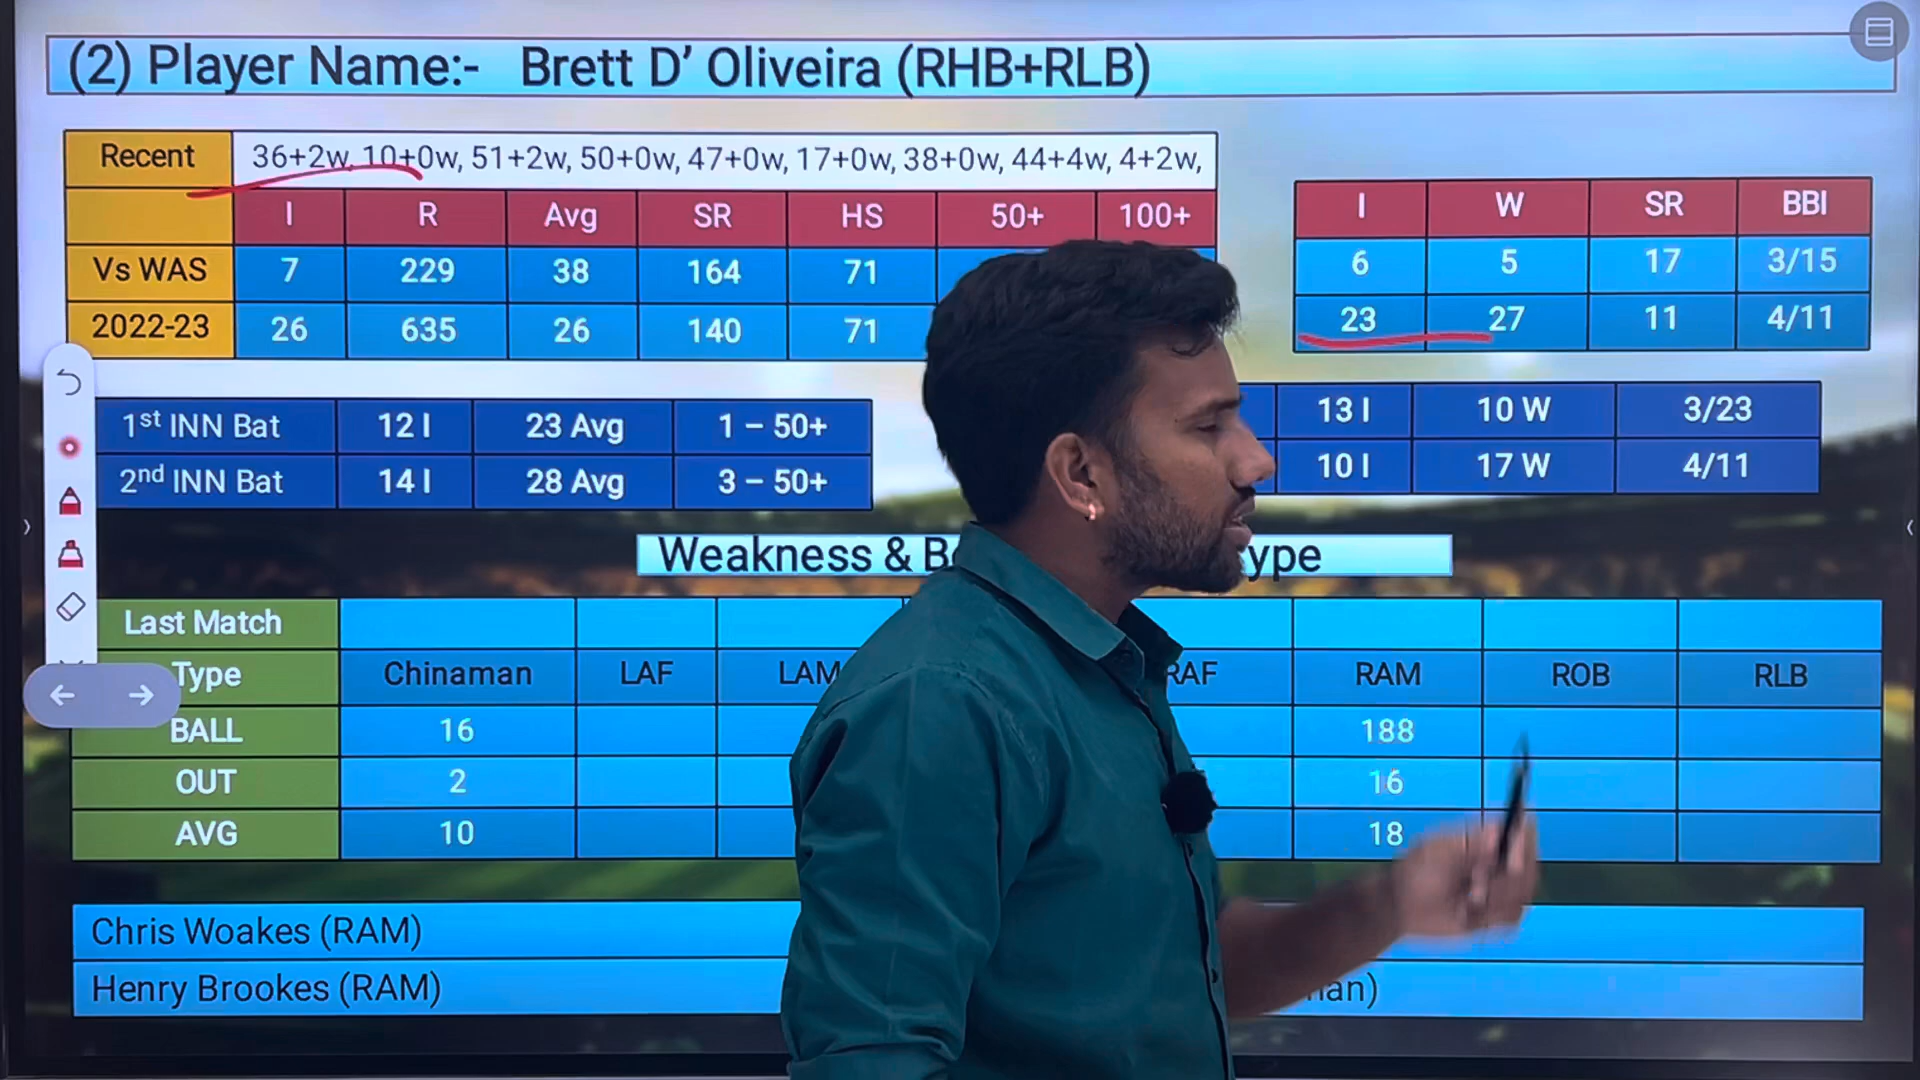 (2) Player Name:- Brett D' Oliveira (RHB+RLB)
Recent 36+2w, 10+0w, 51+2w, 50+0w, 47+0w, 17+0w, 38+0w, 44+4w, 4+2w,
I R Avg SR HS 50+ 100+
Vs WAS 7 229 38 164 71
2022-23 26 635 26 140 71
I W SR BBI
6 5 17 3/15
23 27 11 4/11
1st INN Bat 12 I 23 Avg 1 – 50+
2nd INN Bat 14 I 28 Avg 3 – 50+
13 I 10 W 3/23
10 I 17 W 4/11
Weakness &
Last Match
Type Chinaman LAF LAM RAF RAM ROB RLB
BALL 16 188
OUT 2 16
AVG 10 18
Chris Woakes (RAM)
Henry Brookes (RAM)